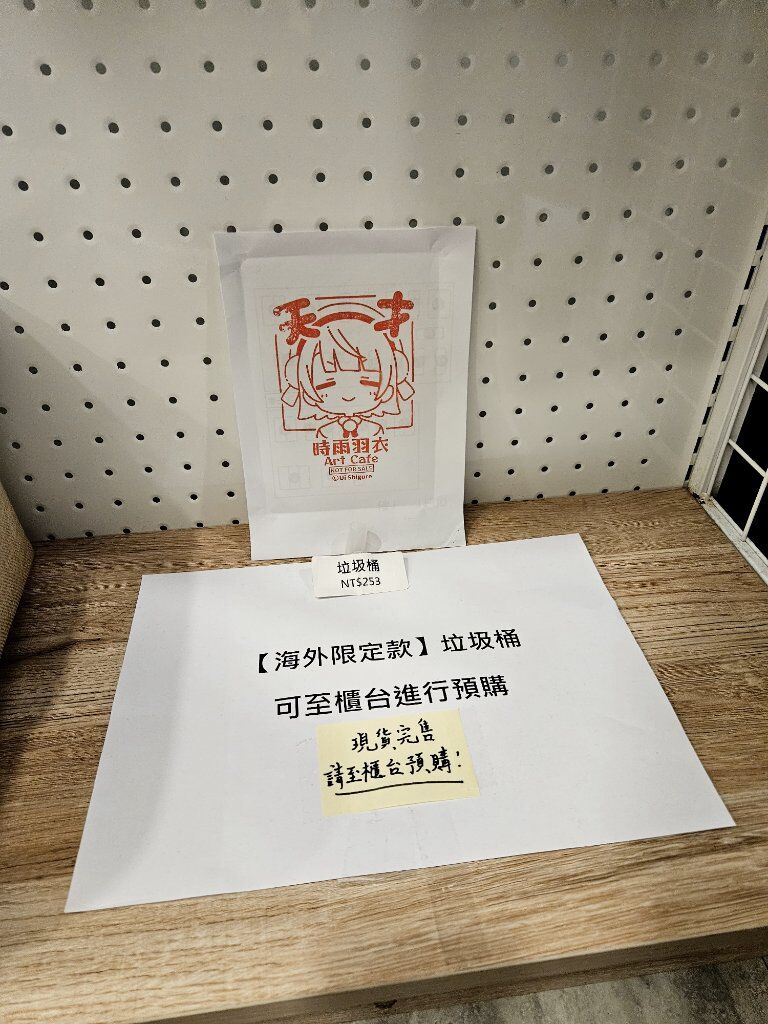 天才
時雨羽衣
Art Cafe
NOT FOR SALE
©Ui Shigure
垃圾桶
NT$253
【海外限定款】垃圾桶
可至櫃台進行預購
現貨完售
請至櫃台預購!